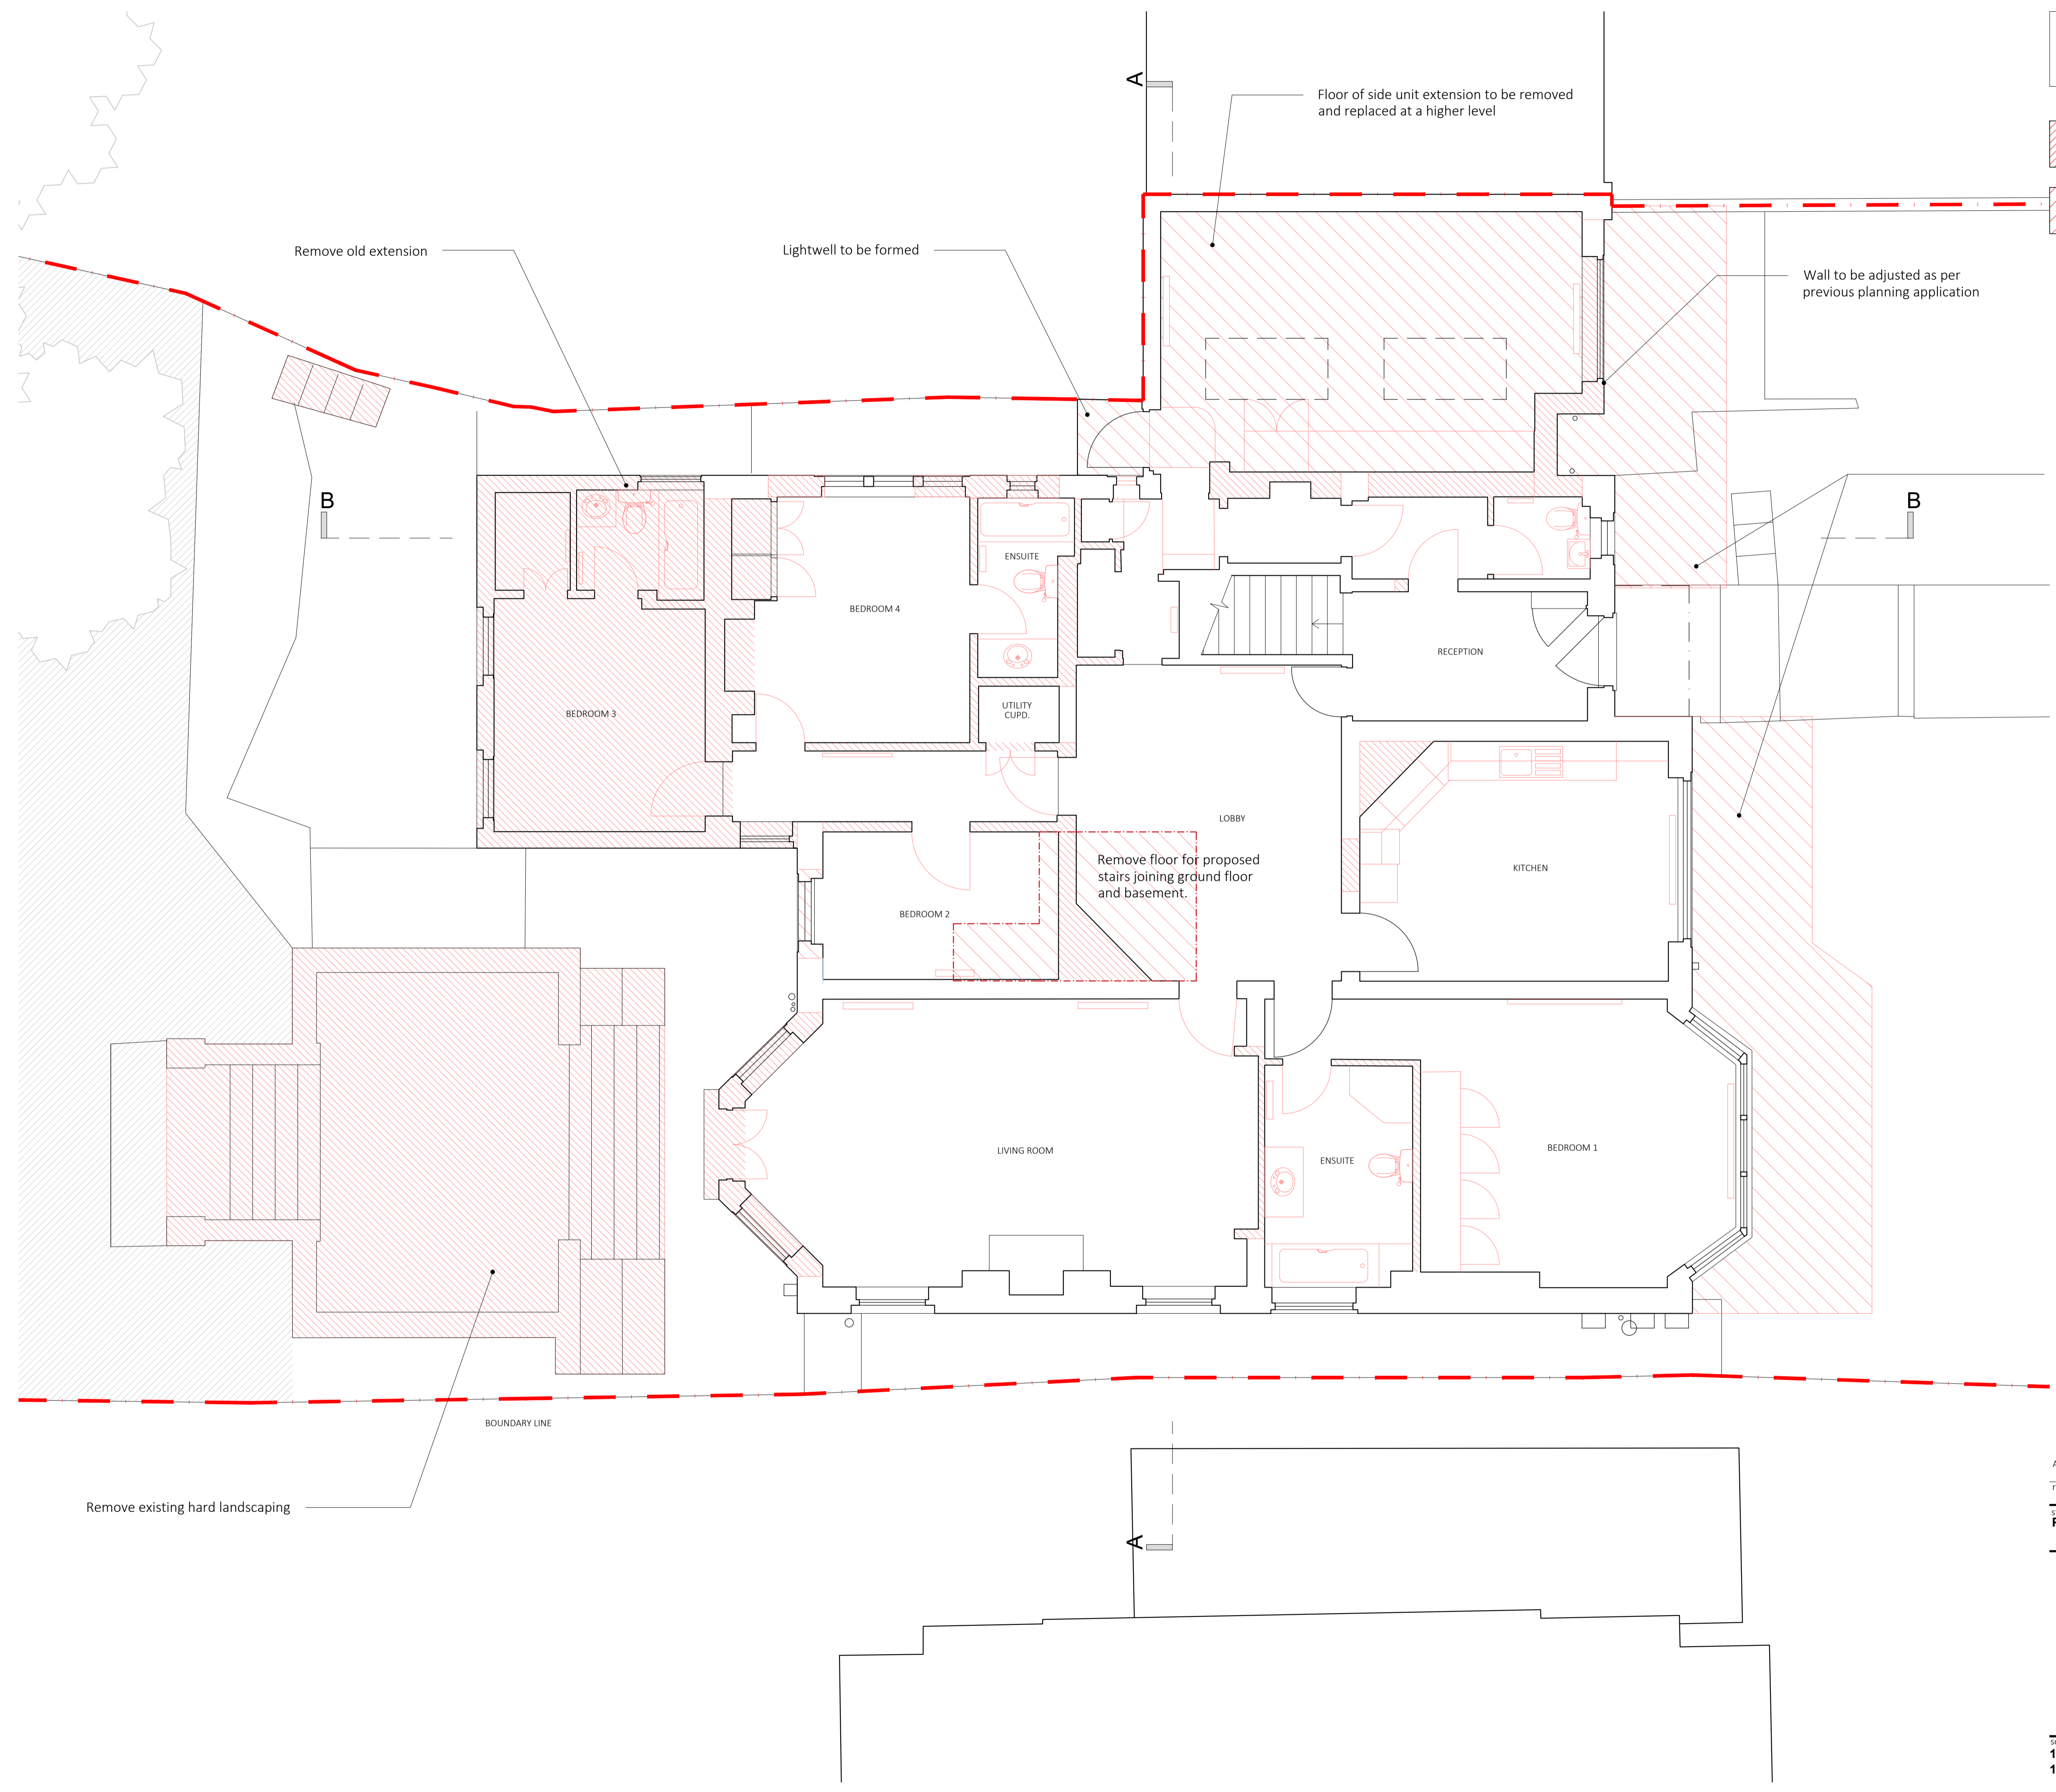 A
Floor of side unit extension to be removed
and replaced at a higher level
Remove old extension
Lightwell to be formed
Wall to be adjusted as per
previous planning application
B
B
ENSUITE
BEDROOM 4
RECEPTION
BEDROOM 3
UTILITY
CUPD.
LOBBY
Remove floor for proposed
stairs joining ground floor
and basement.
KITCHEN
BEDROOM 2
LIVING ROOM
ENSUITE
BEDROOM 1
BOUNDARY LINE
Remove existing hard landscaping
A